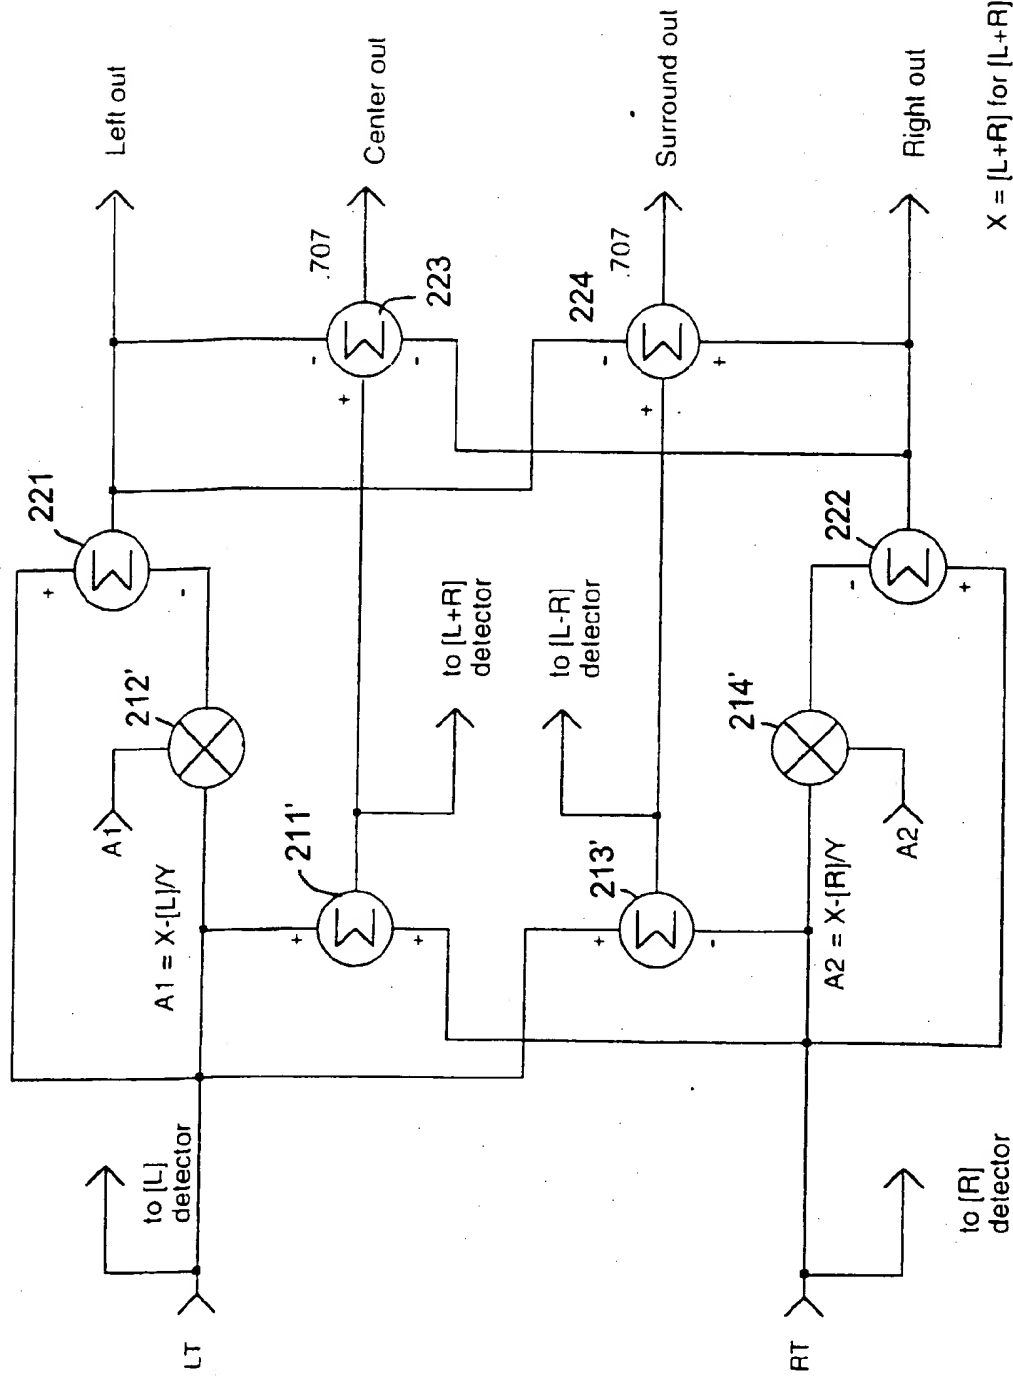 LT
to [L]
detector
A1 = X-[L]/Y
A1
212'
221
+
-
Left out
211'
+
+
to [L+R]
detector
+
-
-
223
.707
Center out
213'
+
-
to [L-R]
detector
+
-
+
224
.707
Surround out
RT
to [R]
detector
A2 = X-[R]/Y
A2
214'
222
-
+
Right out
X = [L+R] for [L+R]